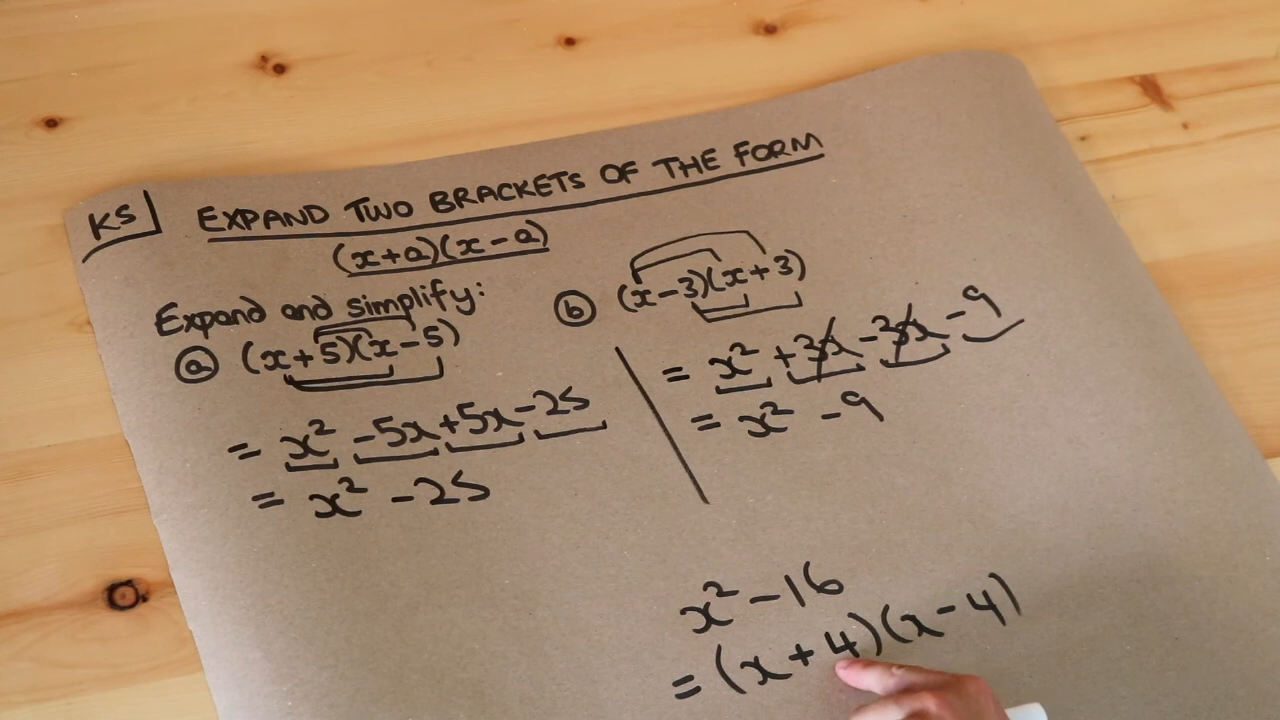 K5
EXPAND TWO BRACKETS OF THE FORM
(x+a)(x-a)
Expand and simplify:
ⓐ (x+5)(x-5)
= x² -5x+5x-25
= x² -25
ⓑ (x-3)(x+3)
= x² +3x-3x-9
= x² -9
x²-16
=(x+4)(x-4)